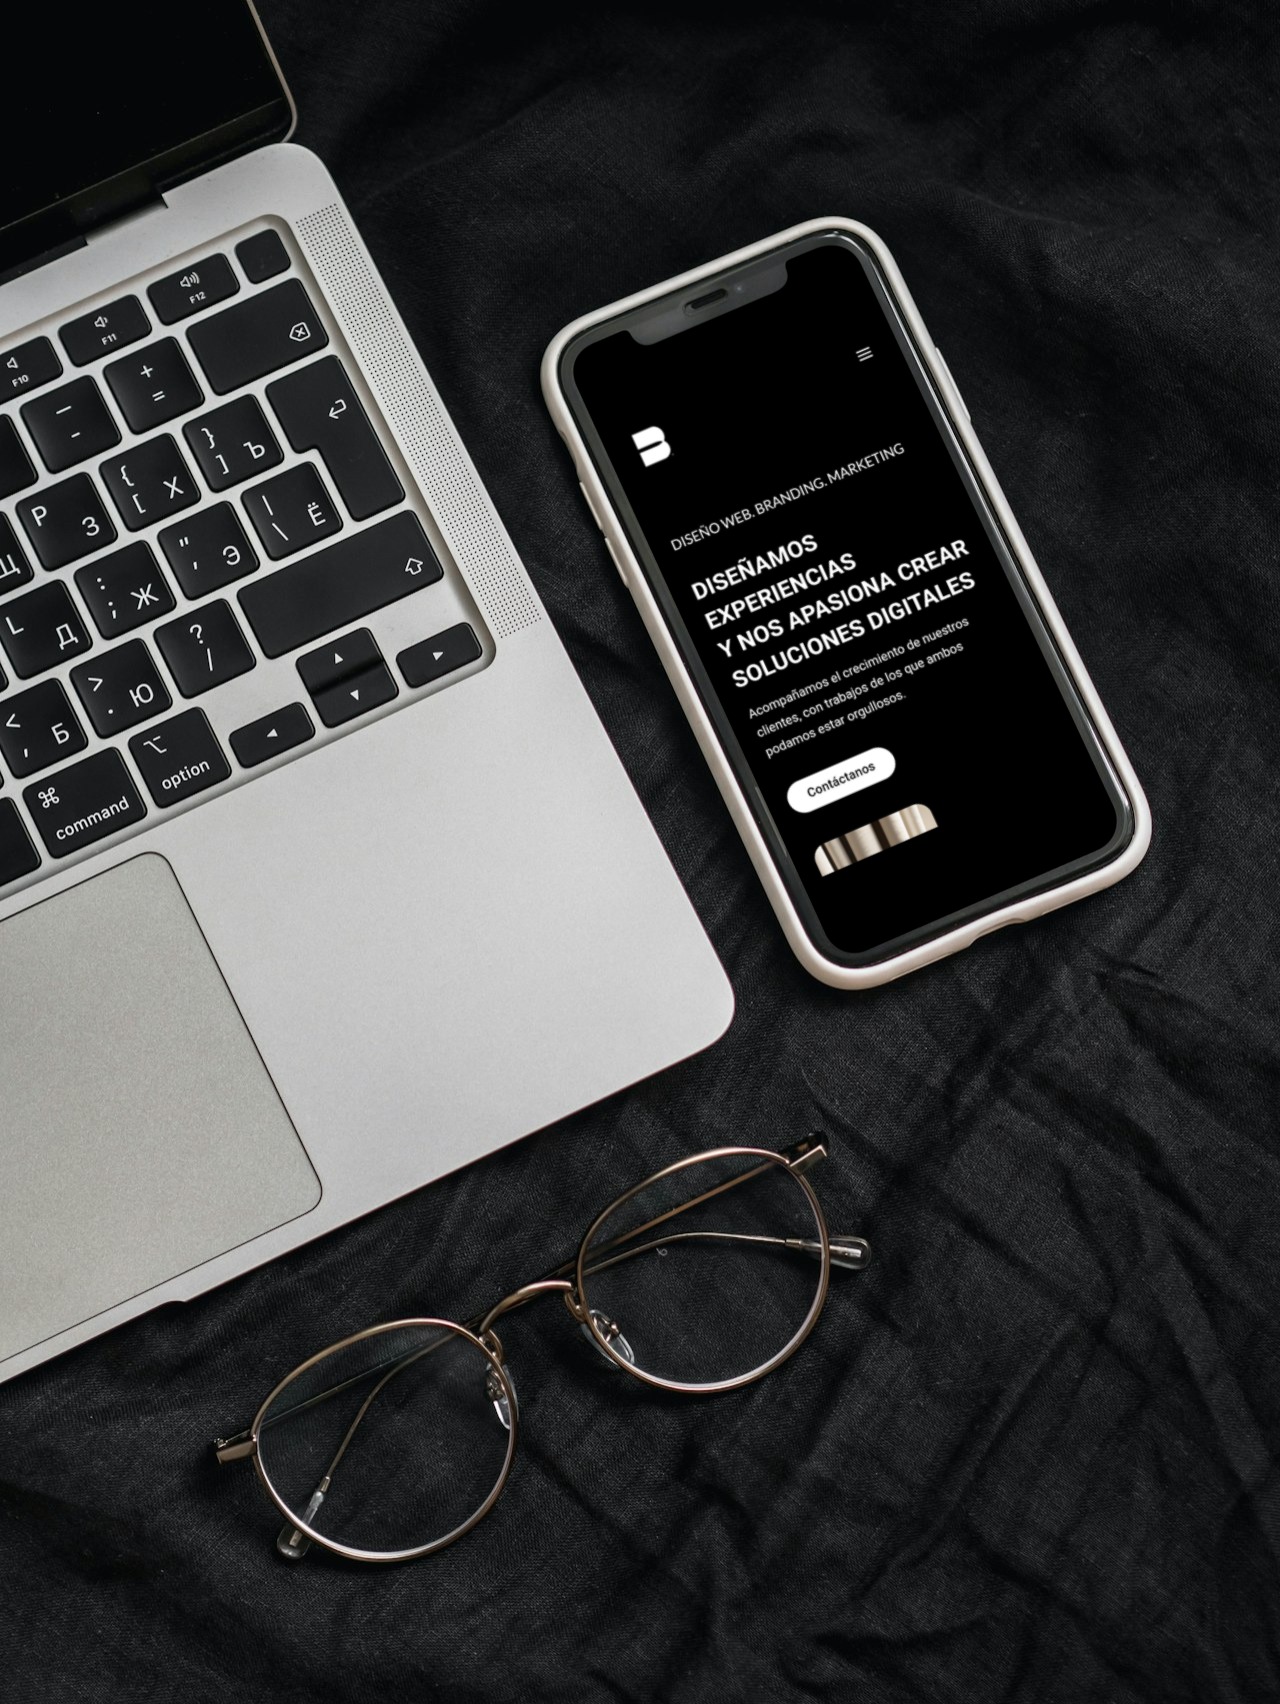 F10
F11
F12
+
=
—
-
}
] Ъ
{
[ Х
P З
Щ
|
\ Ё
"
' Э
:
; Ж
L Д
?
/
>
. Ю
<
, Б
⌘
command
⌥
option
B
DISEÑO WEB. BRANDING. MARKETING
DISEÑAMOS
EXPERIENCIAS
Y NOS APASIONA CREAR
SOLUCIONES DIGITALES
Acompañamos el crecimiento de nuestros
clientes, con trabajos de los que ambos
podamos estar orgullosos.
Contáctanos